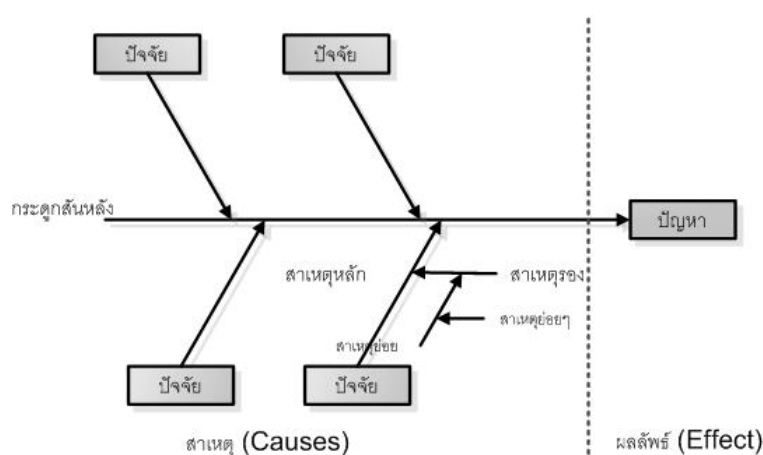 ปัจจัย
ปัจจัย
กระดูกสันหลัง
ปัญหา
สาเหตุหลัก
สาเหตุรอง
สาเหตุย่อยๆ
สาเหตุย่อย
ปัจจัย
ปัจจัย
สาเหตุ (Causes)
ผลลัพธ์ (Effect)